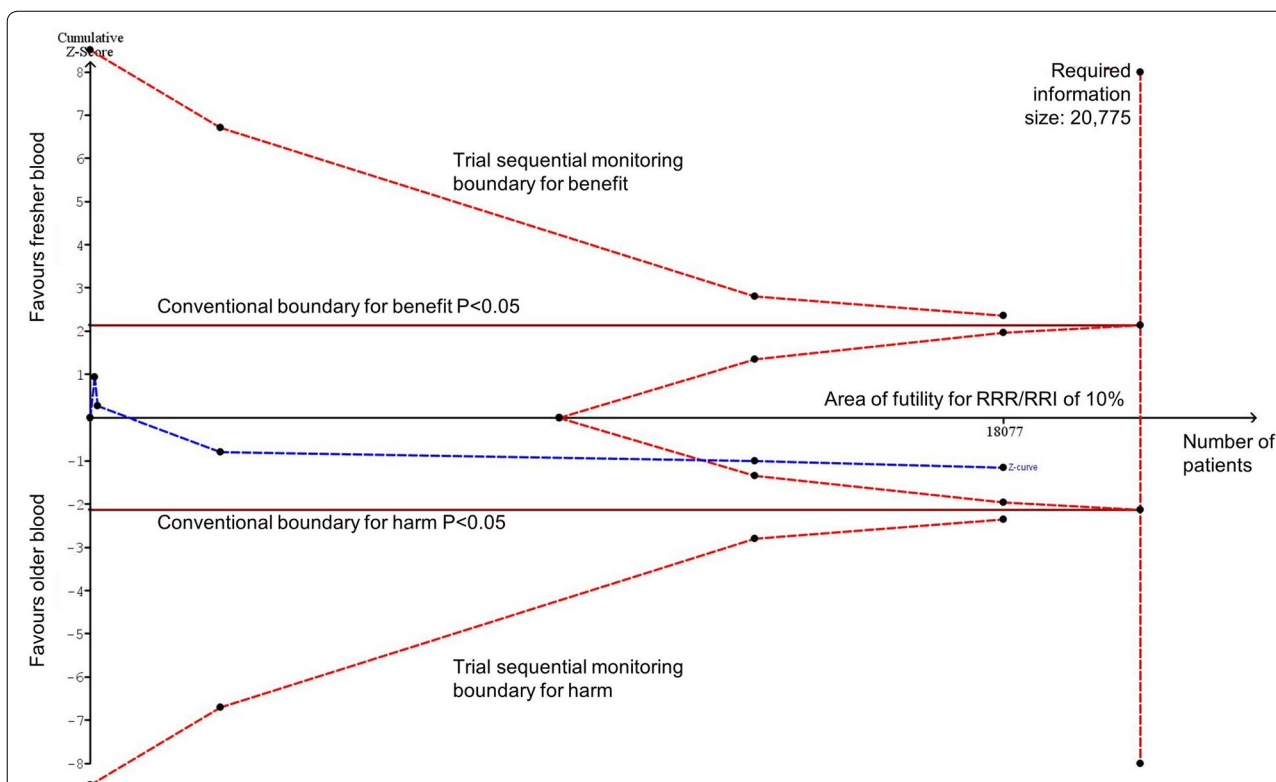 Cumulative
Z-Score
8
7
6
5
4
3
2
1
-1
-2
-3
-4
-5
-6
-7
-8
Favours fresher blood
Favours older blood
Required
information
size: 20,775
Trial sequential monitoring
boundary for benefit
Conventional boundary for benefit P<0.05
Area of futility for RRR/RRI of 10%
18077
Number of
patients
Z-curve
Conventional boundary for harm P<0.05
Trial sequential monitoring
boundary for harm